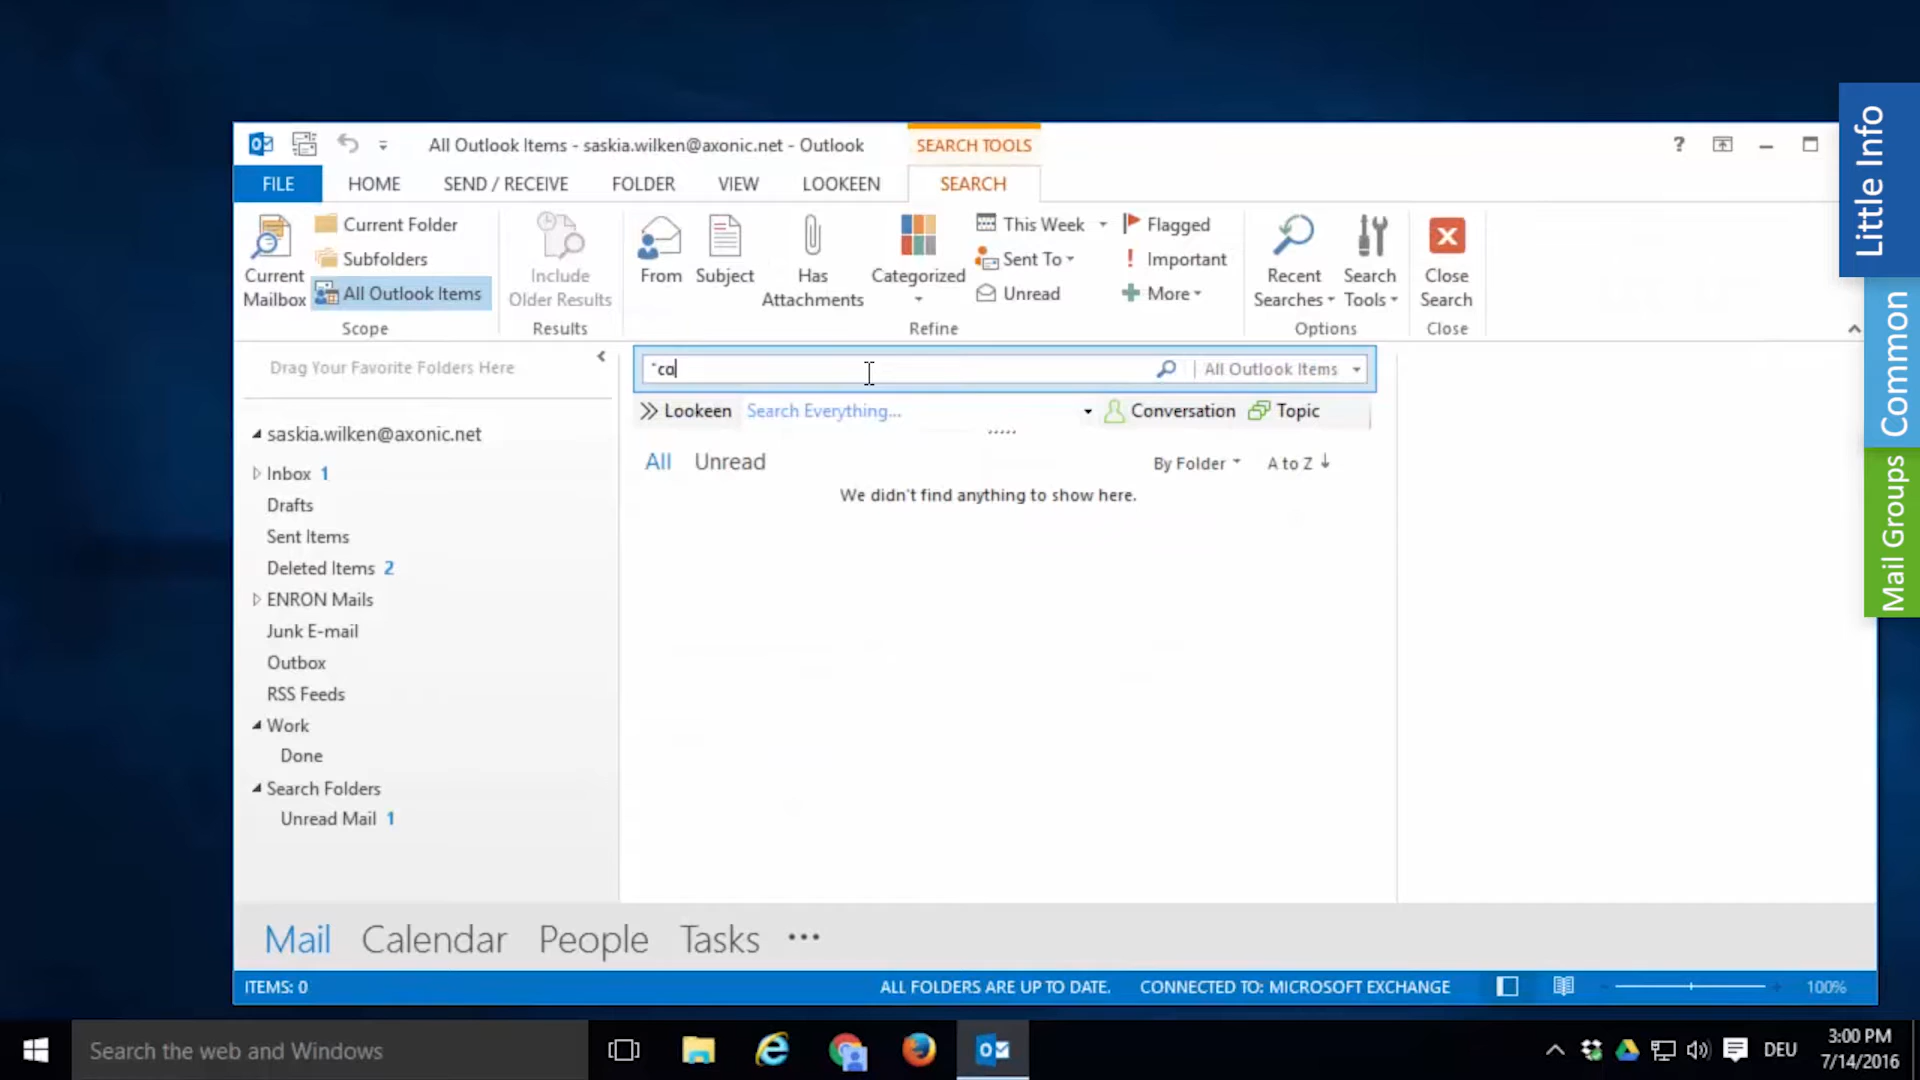 All Outlook Items - saskia.wilken@axonic.net - Outlook
SEARCH TOOLS
?
FILE HOME SEND / RECEIVE FOLDER VIEW LOOKEEN SEARCH
Current Mailbox
Current Folder
Subfolders
All Outlook Items
Scope
Include Older Results
Results
From
Subject
Has Attachments
Categorized
This Week
Sent To
Unread
Flagged
! Important
More
Refine
Recent Searches
Search Tools
Options
Close Search
Close
Drag Your Favorite Folders Here
saskia.wilken@axonic.net
Inbox 1
Drafts
Sent Items
Deleted Items 2
ENRON Mails
Junk E-mail
Outbox
RSS Feeds
Work
Done
Search Folders
Unread Mail 1
"co
All Outlook Items
Lookeen Search Everything... Conversation Topic
All Unread By Folder A to Z
We didn't find anything to show here.
Mail Calendar People Tasks
ITEMS: 0 ALL FOLDERS ARE UP TO DATE. CONNECTED TO: MICROSOFT EXCHANGE 100%
Little Info
Common
Mail Groups
Search the web and Windows
DEU
3:00 PM
7/14/2016